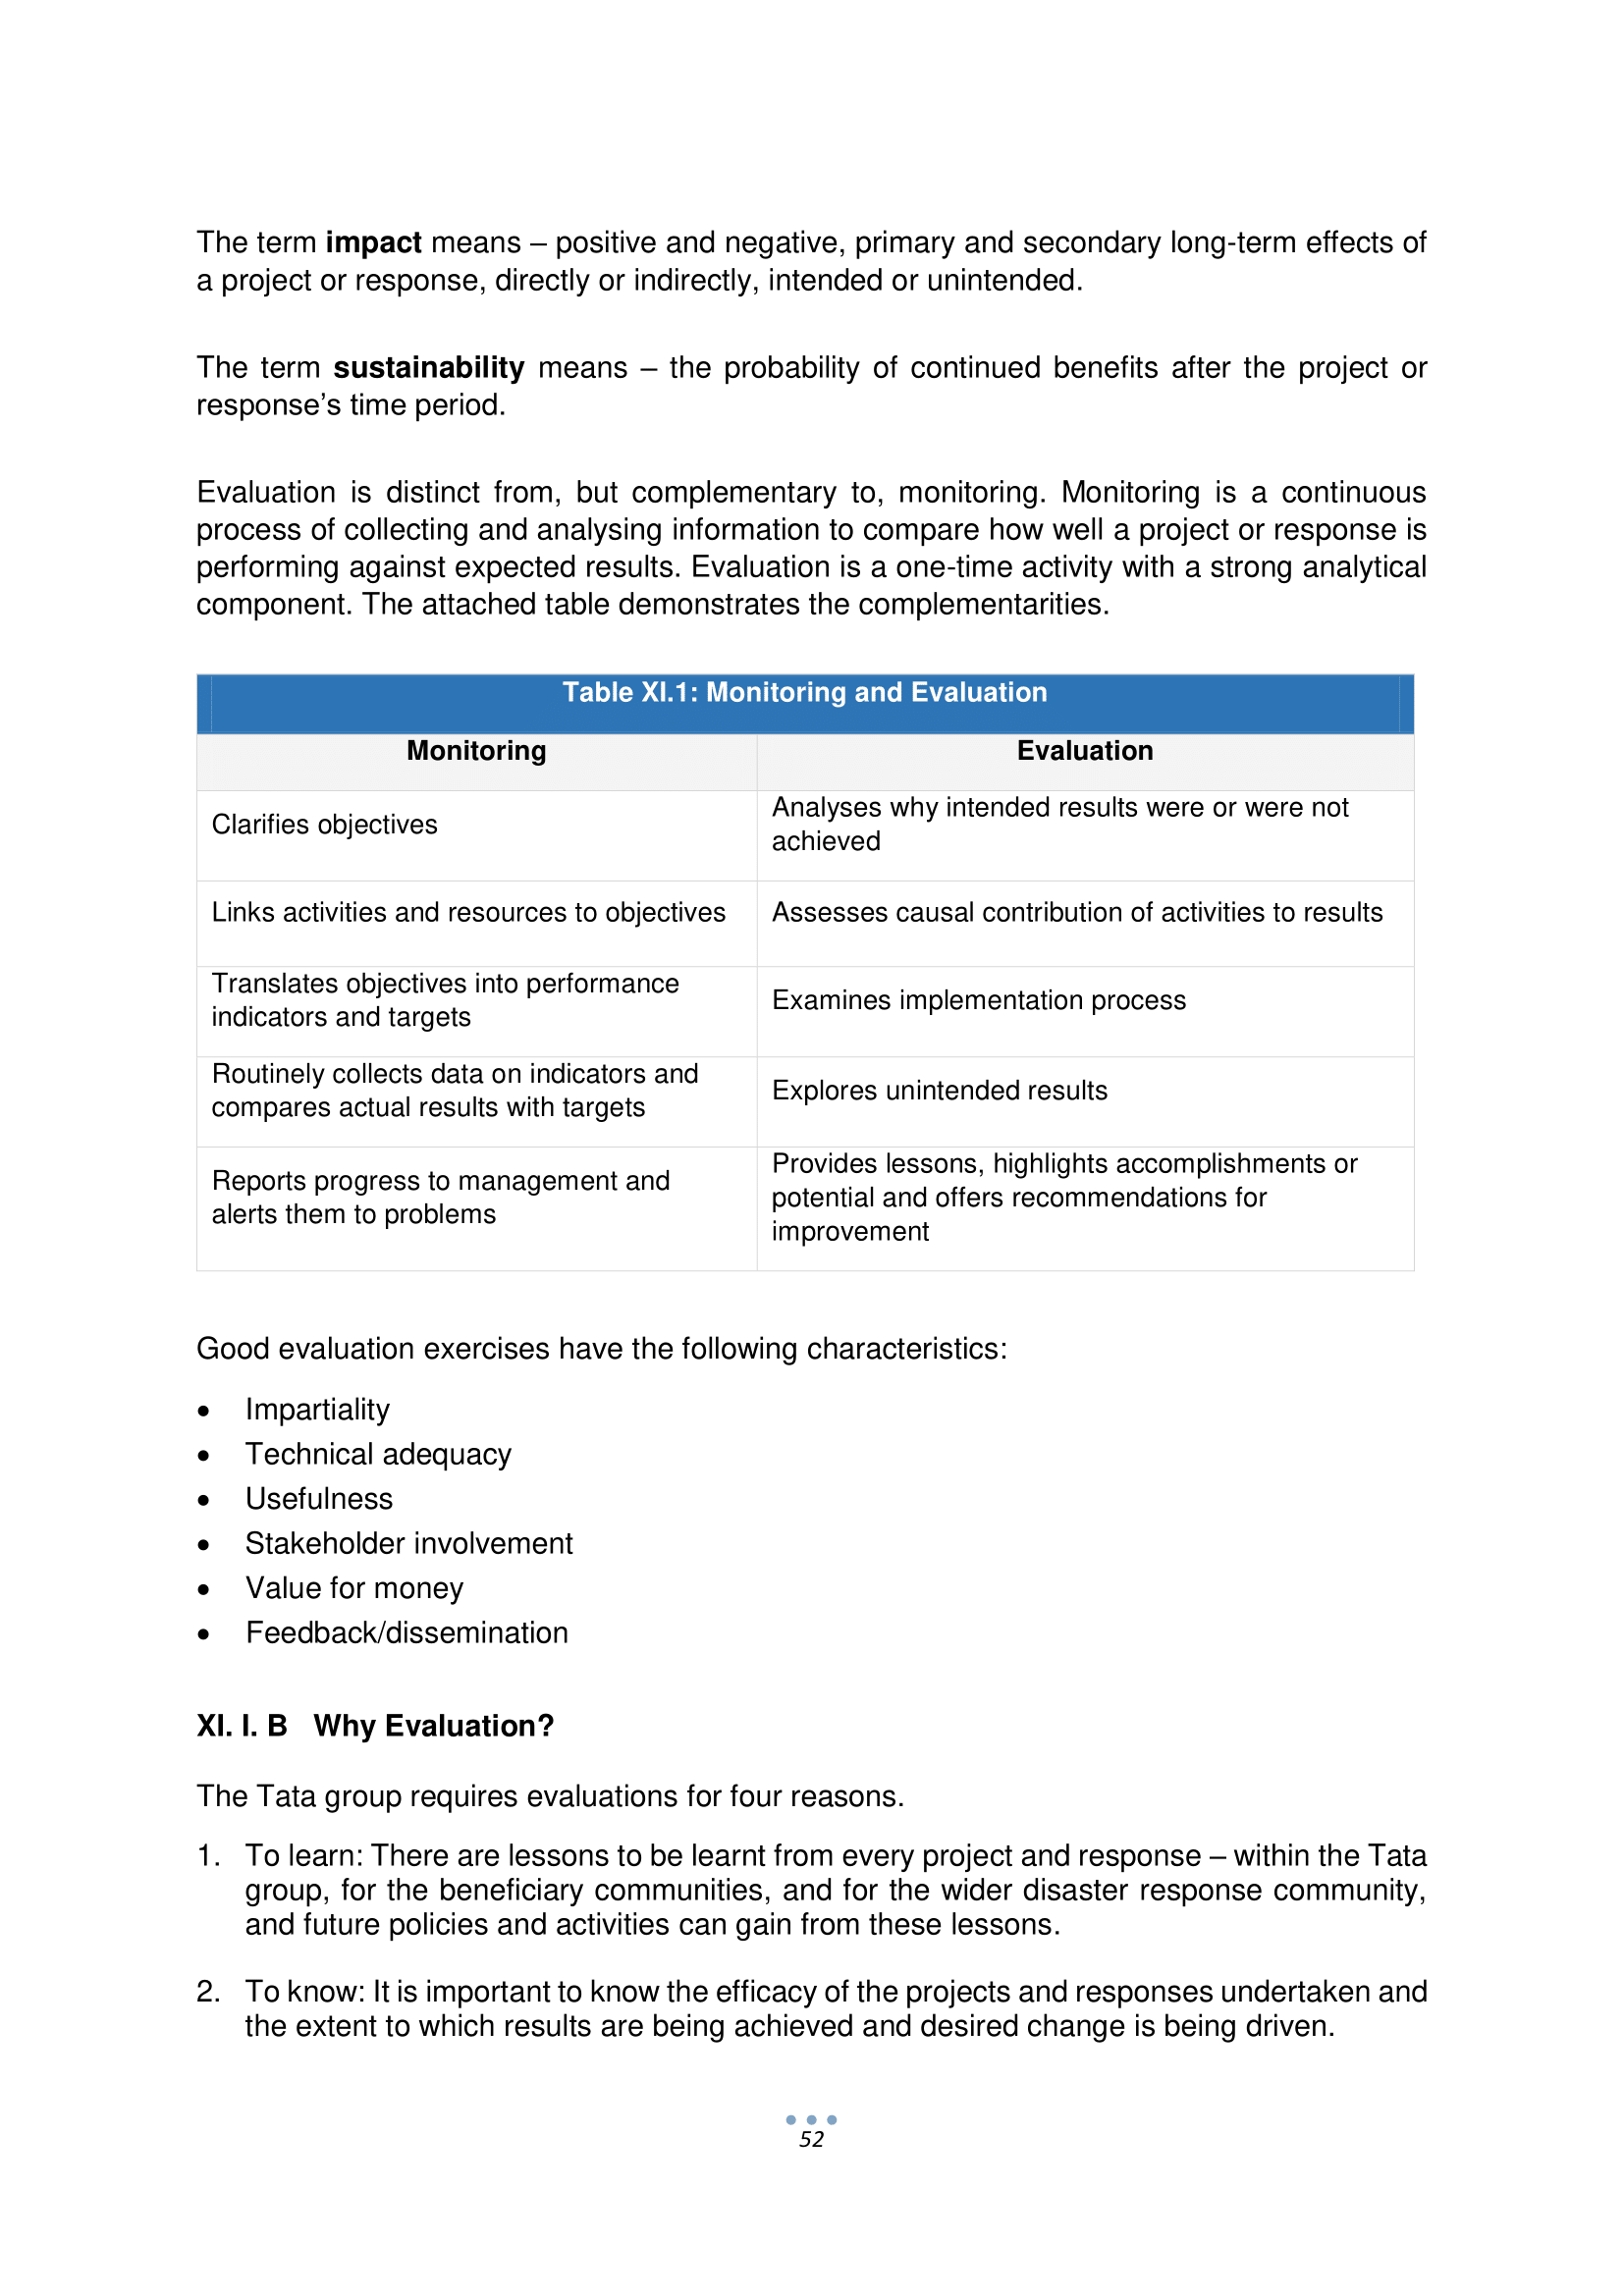 The term impact means – positive and negative, primary and secondary long-term effects of
a project or response, directly or indirectly, intended or unintended.
The term sustainability means – the probability of continued benefits after the project or
response’s time period.
Evaluation is distinct from, but complementary to, monitoring. Monitoring is a continuous
process of collecting and analysing information to compare how well a project or response is
performing against expected results. Evaluation is a one-time activity with a strong analytical
component. The attached table demonstrates the complementarities.
Table XI.1: Monitoring and Evaluation
Monitoring
Evaluation
Clarifies objectives
Analyses why intended results were or were not
achieved
Links activities and resources to objectives
Assesses causal contribution of activities to results
Translates objectives into performance
indicators and targets
Examines implementation process
Routinely collects data on indicators and
compares actual results with targets
Explores unintended results
Reports progress to management and
alerts them to problems
Provides lessons, highlights accomplishments or
potential and offers recommendations for
improvement
Good evaluation exercises have the following characteristics:
• Impartiality
• Technical adequacy
• Usefulness
• Stakeholder involvement
• Value for money
• Feedback/dissemination
XI. I. B Why Evaluation?
The Tata group requires evaluations for four reasons.
1. To learn: There are lessons to be learnt from every project and response – within the Tata
group, for the beneficiary communities, and for the wider disaster response community,
and future policies and activities can gain from these lessons.
2. To know: It is important to know the efficacy of the projects and responses undertaken and
the extent to which results are being achieved and desired change is being driven.
52